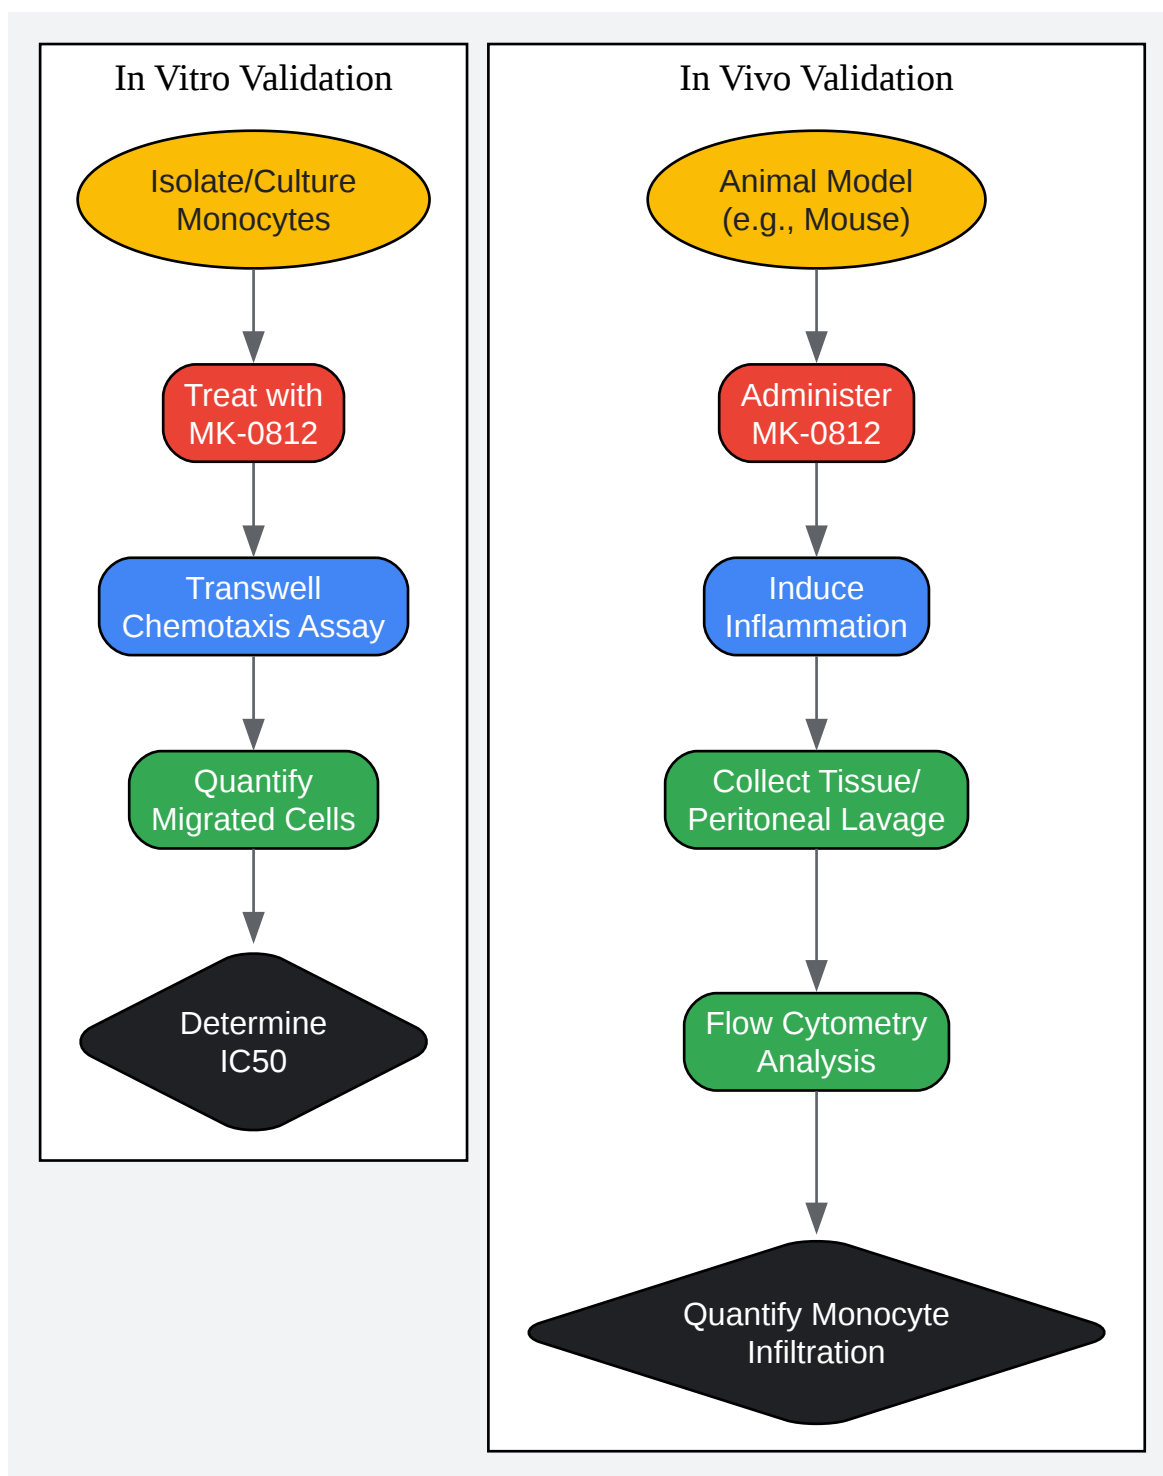 In Vitro Validation
Isolate/Culture
Monocytes
Treat with
MK-0812
Transwell
Chemotaxis Assay
Quantify
Migrated Cells
Determine
IC50
In Vivo Validation
Animal Model
(e.g., Mouse)
Administer
MK-0812
Induce
Inflammation
Collect Tissue/
Peritoneal Lavage
Flow Cytometry
Analysis
Quantify Monocyte
Infiltration